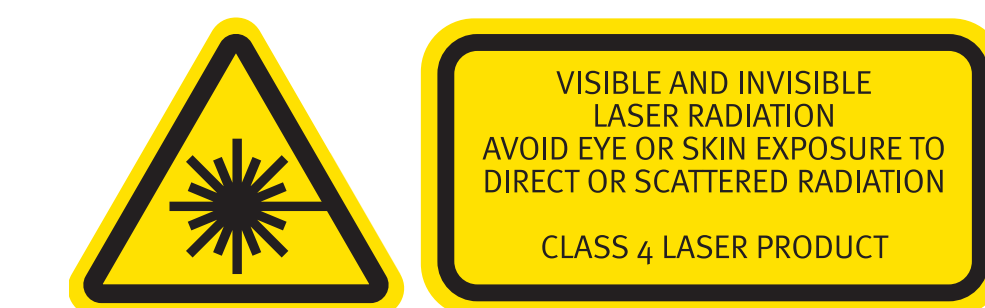 VISIBLE AND INVISIBLE
LASER RADIATION
AVOID EYE OR SKIN EXPOSURE TO
DIRECT OR SCATTERED RADIATION
CLASS 4 LASER PRODUCT